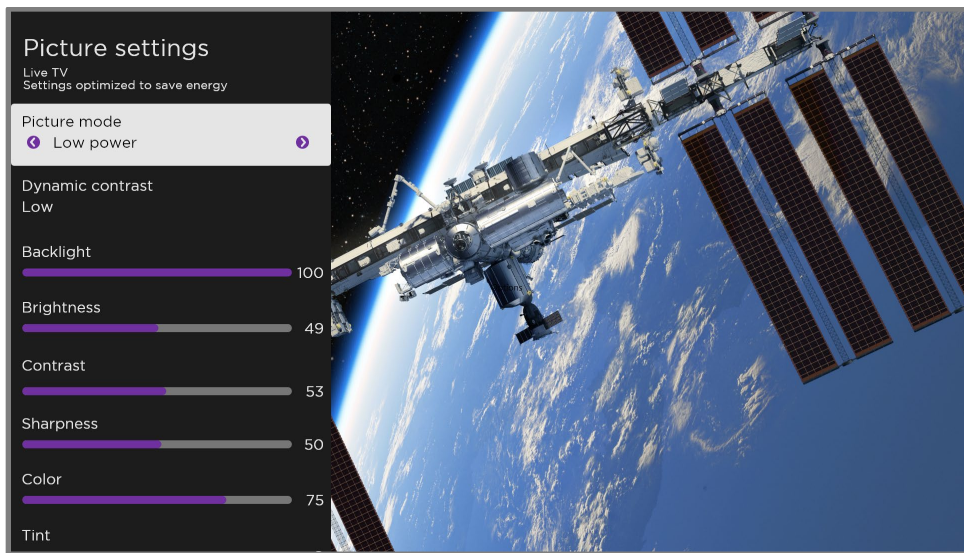 Picture settings
Live TV
Settings optimized to save energy
Picture mode
Low power
Dynamic contrast
Low
Backlight
100
Brightness
49
Contrast
53
Sharpness
50
Color
75
Tint